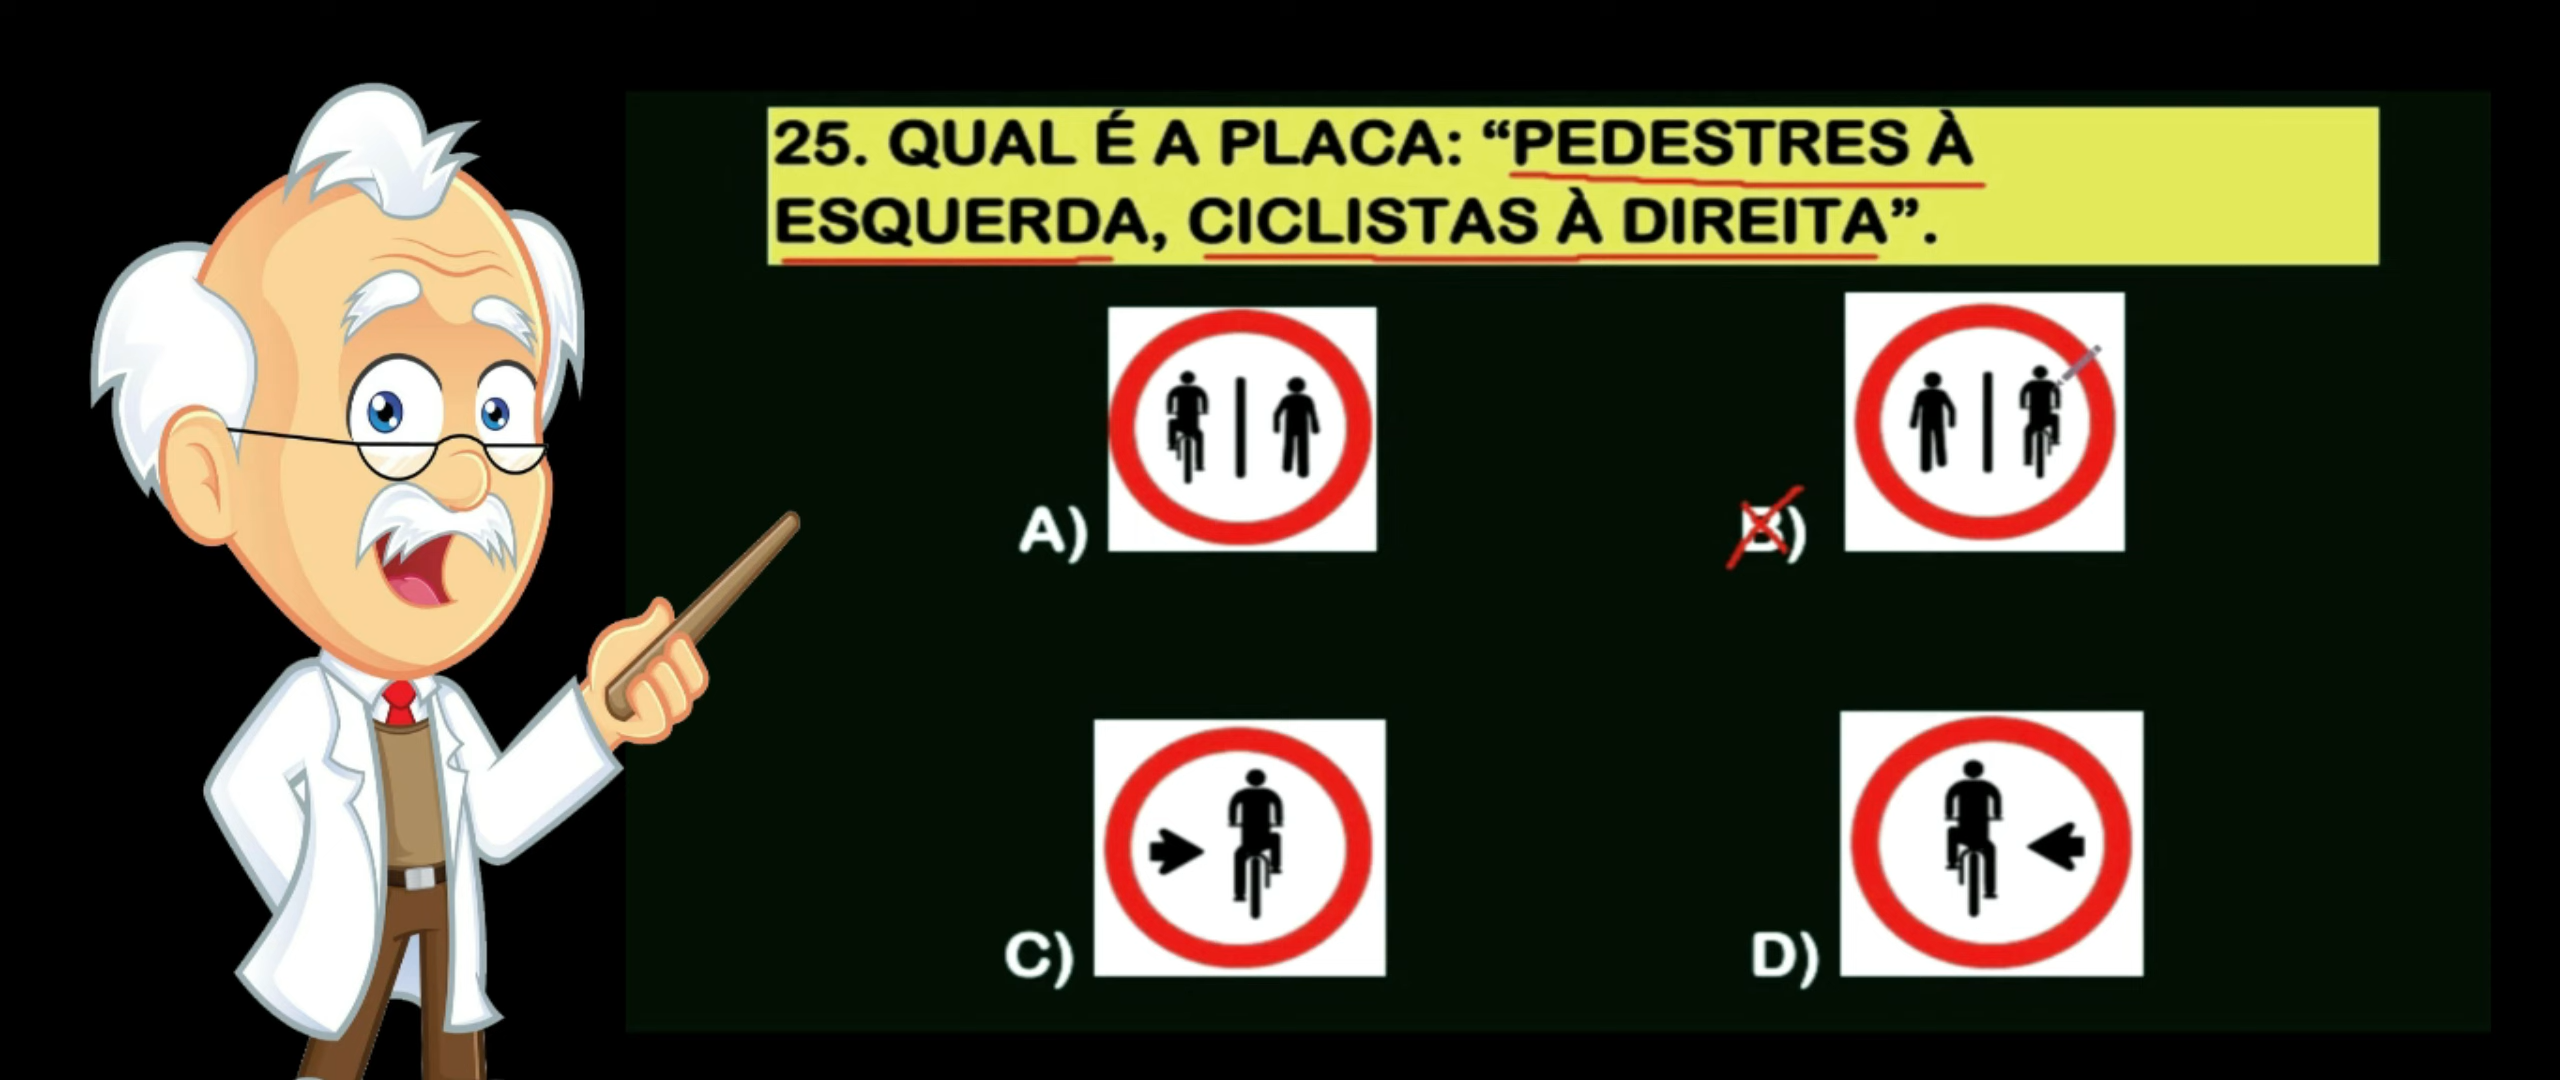 25. QUAL É A PLACA: “PEDESTRES À
ESQUERDA, CICLISTAS À DIREITA”.
A)
B)
C)
D)